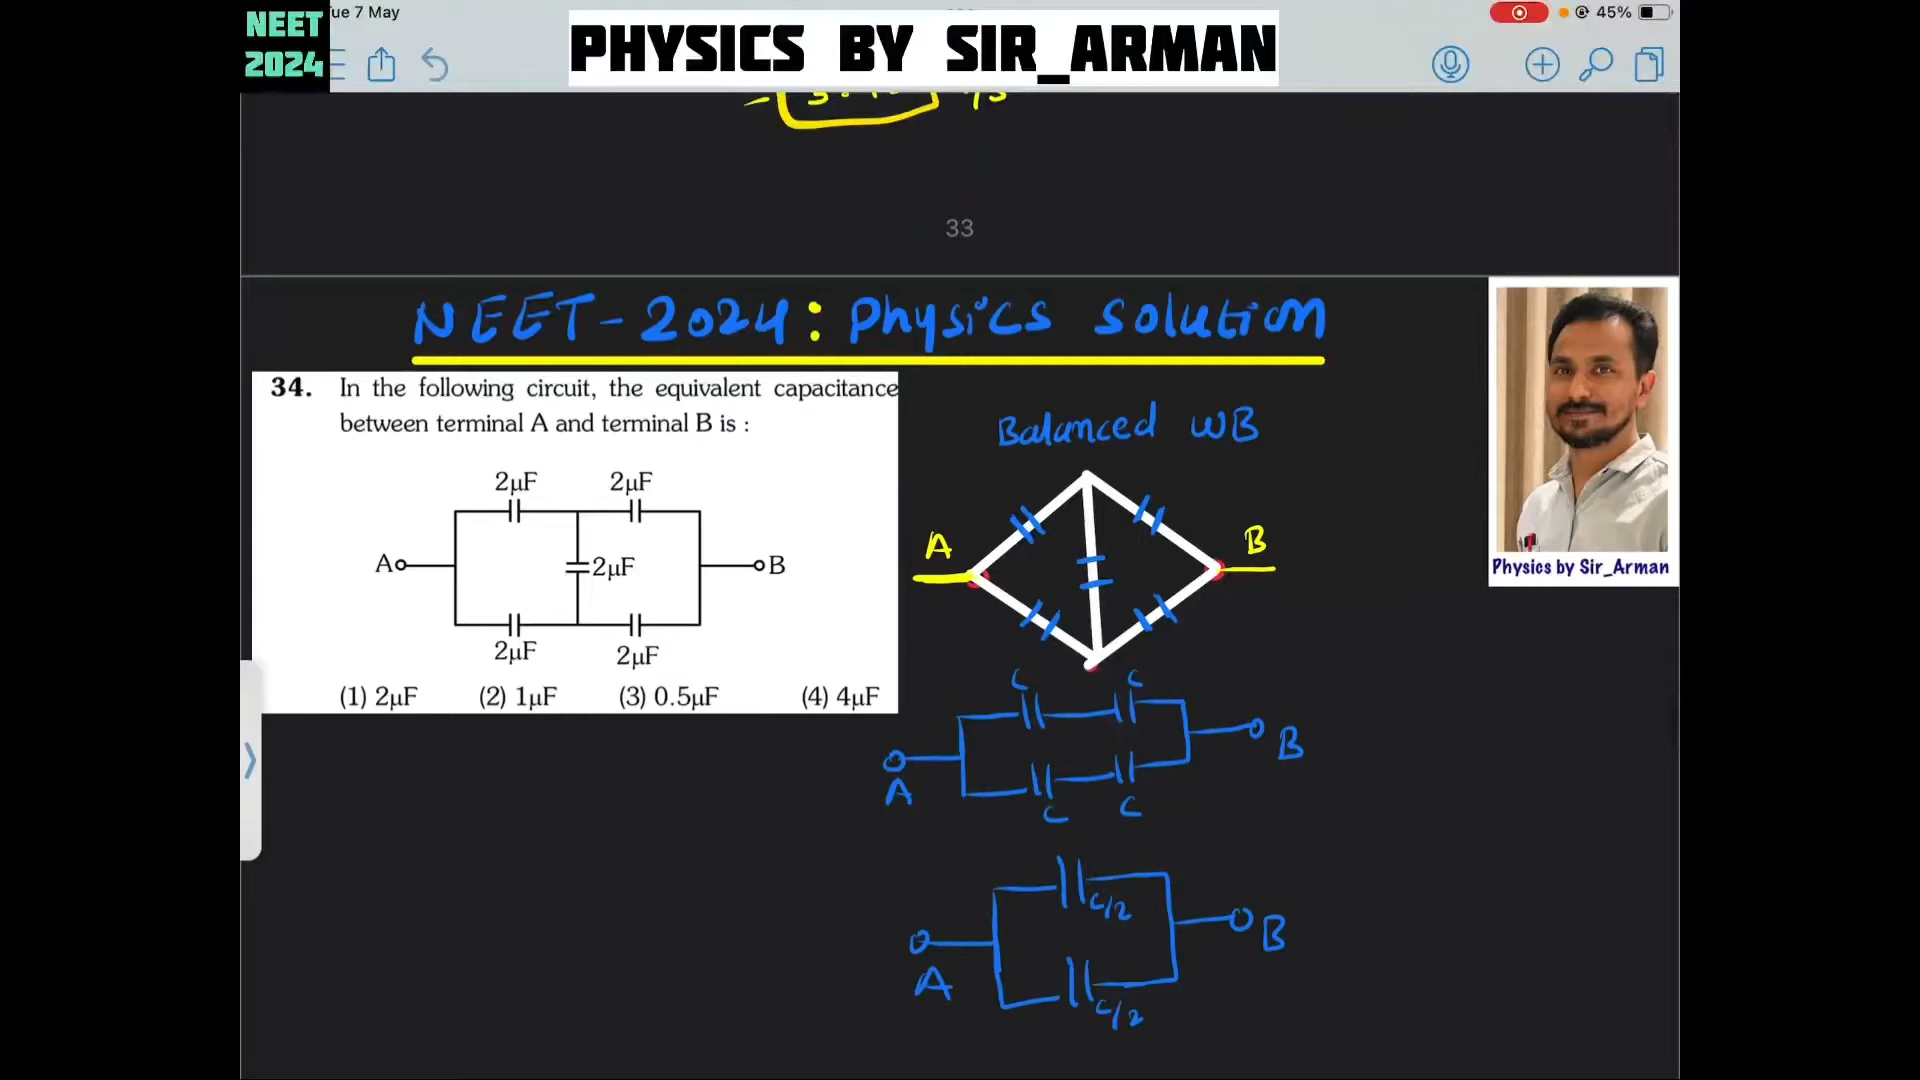 NEET
2024
ue 7 May
PHYSICS BY SIR_ARMAN
45%
33
NEET-2024: Physics Solution
34. In the following circuit, the equivalent capacitance
between terminal A and terminal B is :
2μF 2μF
A 2μF B
2μF 2μF
(1) 2μF (2) 1μF (3) 0.5μF (4) 4μF
Balanced WB
A B
C C
A B
C C
C/2
A B
C/2
Physics by Sir_Arman